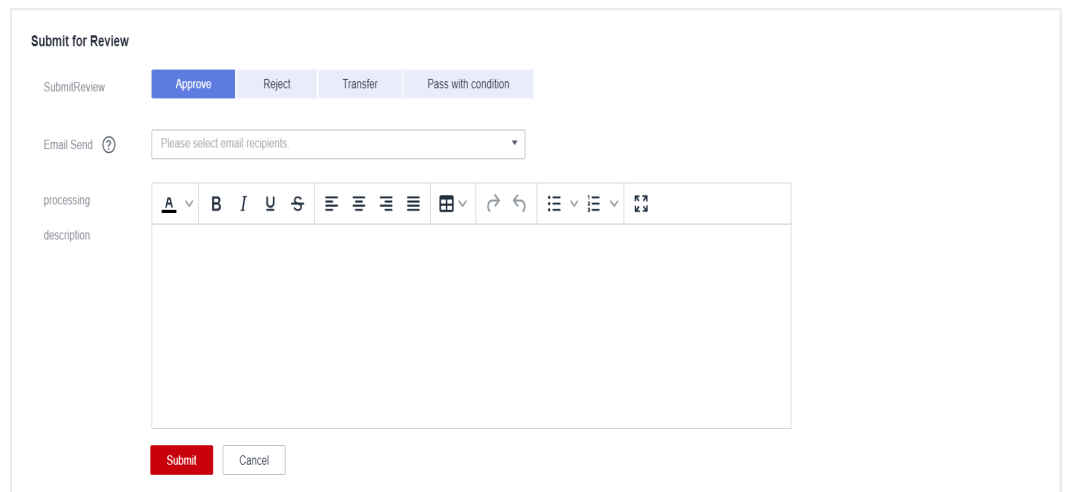 Submit for Review
SubmitReview Approve Reject Transfer Pass with condition
Email Send ? Please select email recipients.
processing A B I U S
description
Submit Cancel